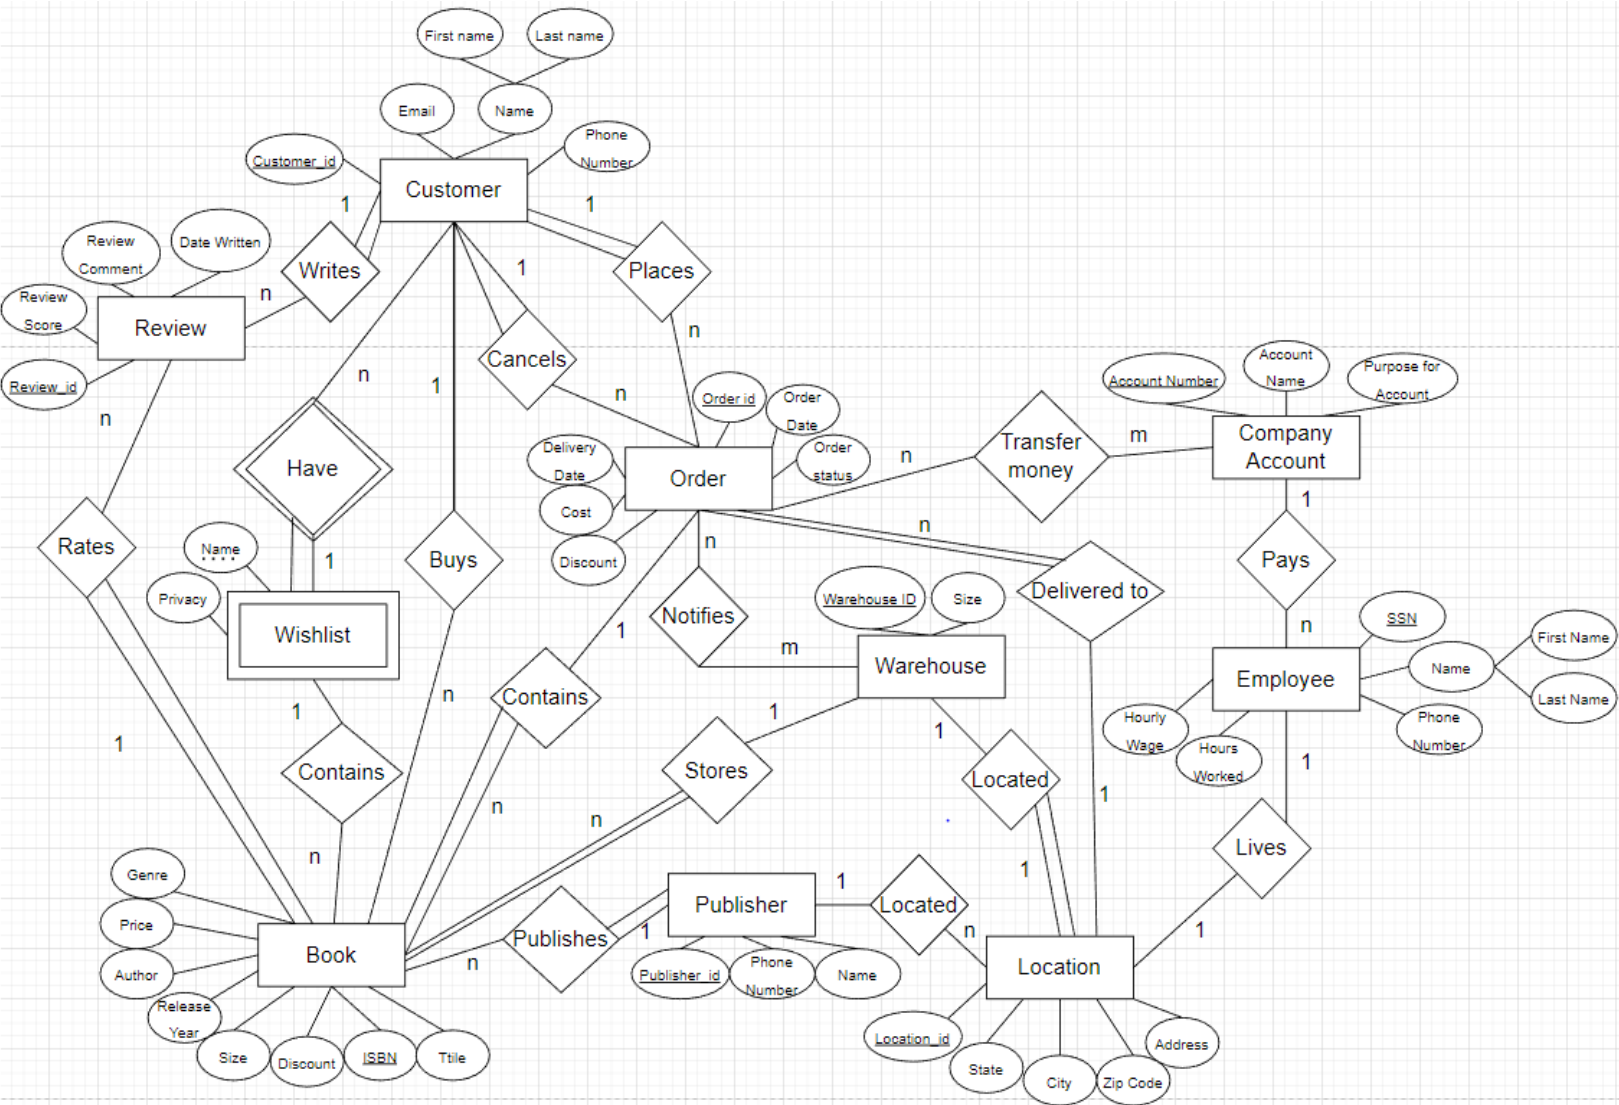 First name
Last name
Email
Name
Phone
Number
Customer_id
Customer
1
1
Review
Comment
Date Written
Writes
1
Places
n
Review
Score
Review
n
Cancels
Review_id
n
1
n
Order id
Order
Date
Account Number
Account
Name
Purpose for
Account
n
Delivery
Date
Order
status
n
Transfer
money
m
Company
Account
Have
Order
Cost
1
n
Rates
Name
1
Buys
n
Discount
Pays
Privacy
Notifies
Warehouse ID
Size
Delivered to
Wishlist
1
m
Warehouse
n
SSN
First Name
Employee
Name
Last Name
n
Contains
1
1
1
Hourly
Wage
Hours
Worked
Phone
Number
1
Contains
Stores
Located
1
1
n
n
n
1
Lives
Genre
1
Located
Price
Publisher
Book
Publishes
1
n
1
n
Location
Author
Publisher_id
Phone
Number
Name
Release
Year
Size
Discount
ISBN
Ttile
Location_id
State
City
Zip Code
Address